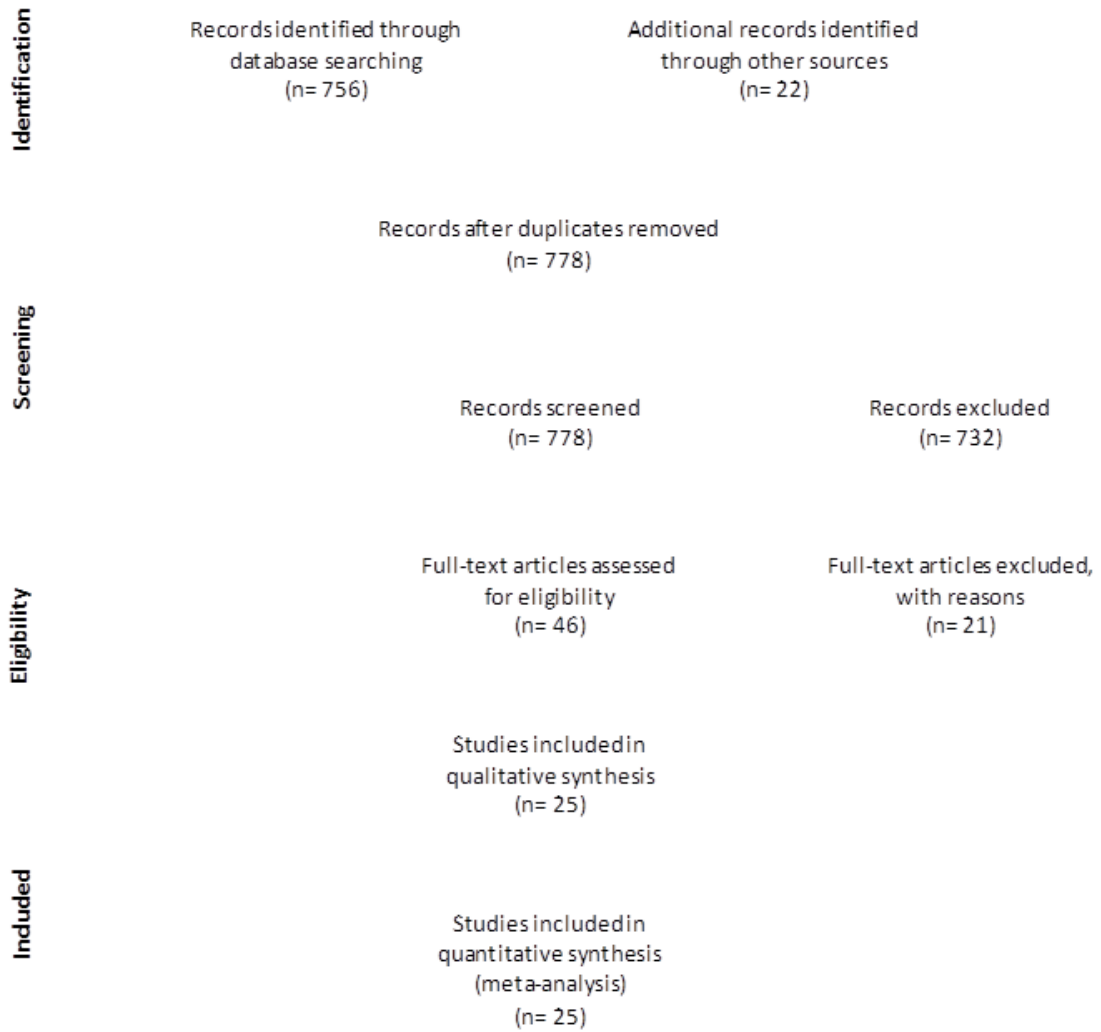 Identification
Records identified through
database searching
(n= 756)
Additional records identified
through other sources
(n= 22)
Records after duplicates removed
(n= 778)
Screening
Records screened
(n= 778)
Records excluded
(n= 732)
Eligibility
Full-text articles assessed
for eligibility
(n= 46)
Full-text articles excluded,
with reasons
(n= 21)
Studies included in
qualitative synthesis
(n= 25)
Included
Studies included in
quantitative synthesis
(meta-analysis)
(n= 25)